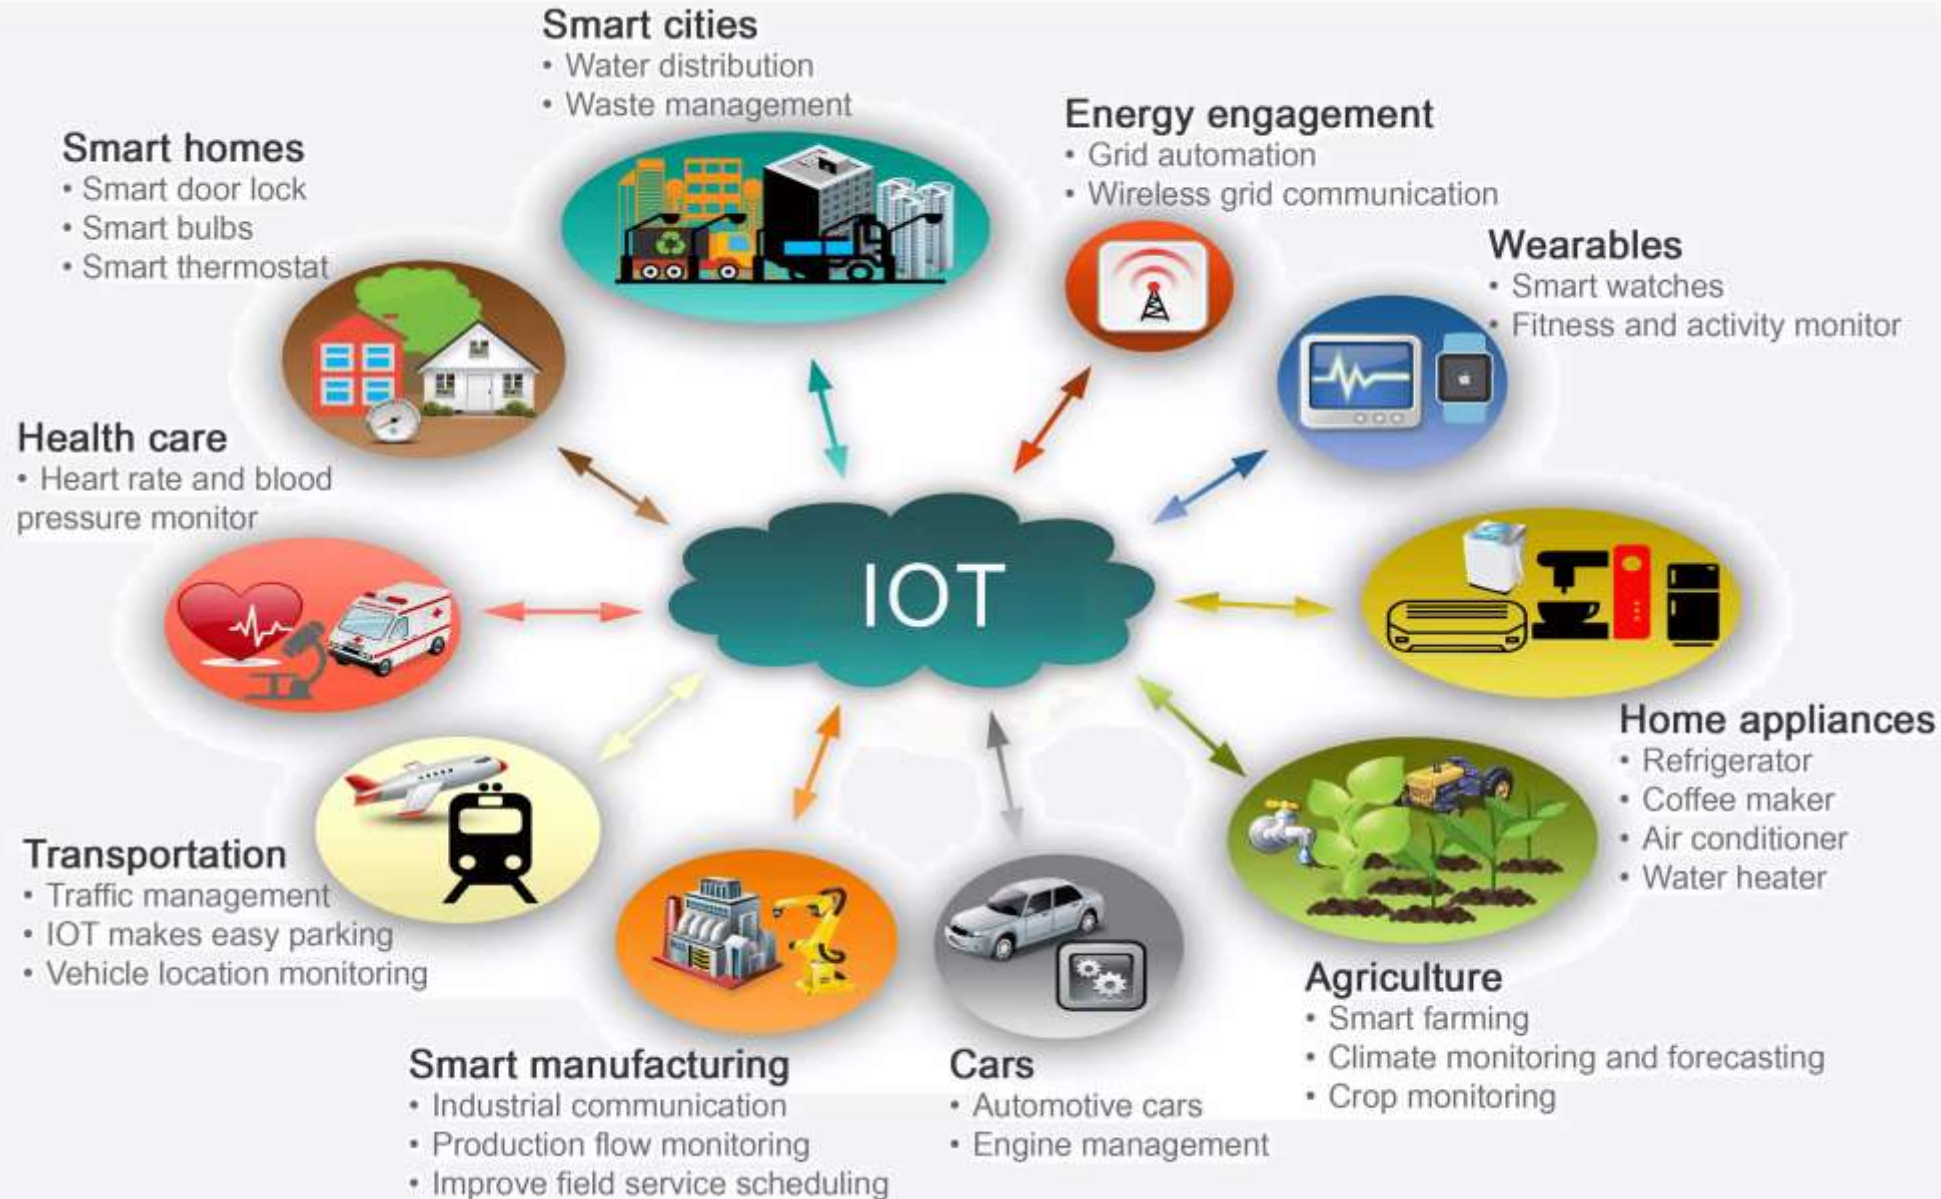 Smart cities
• Water distribution
• Waste management
Energy engagement
• Grid automation
• Wireless grid communication
Smart homes
• Smart door lock
• Smart bulbs
• Smart thermostat
Wearables
• Smart watches
• Fitness and activity monitor
Health care
• Heart rate and blood
pressure monitor
IOT
Home appliances
• Refrigerator
• Coffee maker
• Air conditioner
• Water heater
Transportation
• Traffic management
• IOT makes easy parking
• Vehicle location monitoring
Agriculture
• Smart farming
• Climate monitoring and forecasting
• Crop monitoring
Smart manufacturing
• Industrial communication
• Production flow monitoring
• Improve field service scheduling
Cars
• Automotive cars
• Engine management